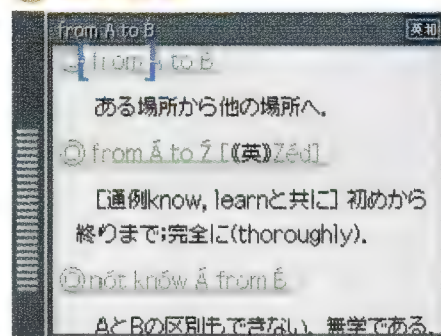 from Á to B́ 英和
◎from Á to B́
ある場所から他の場所へ.
◎from Á to Ź [((英))Zéd]
[通例know, learnと共に] 初めから
終りまで;完全に(thoroughly).
◎nót knów Á from B́
AとBの区別もできない, 無学である.